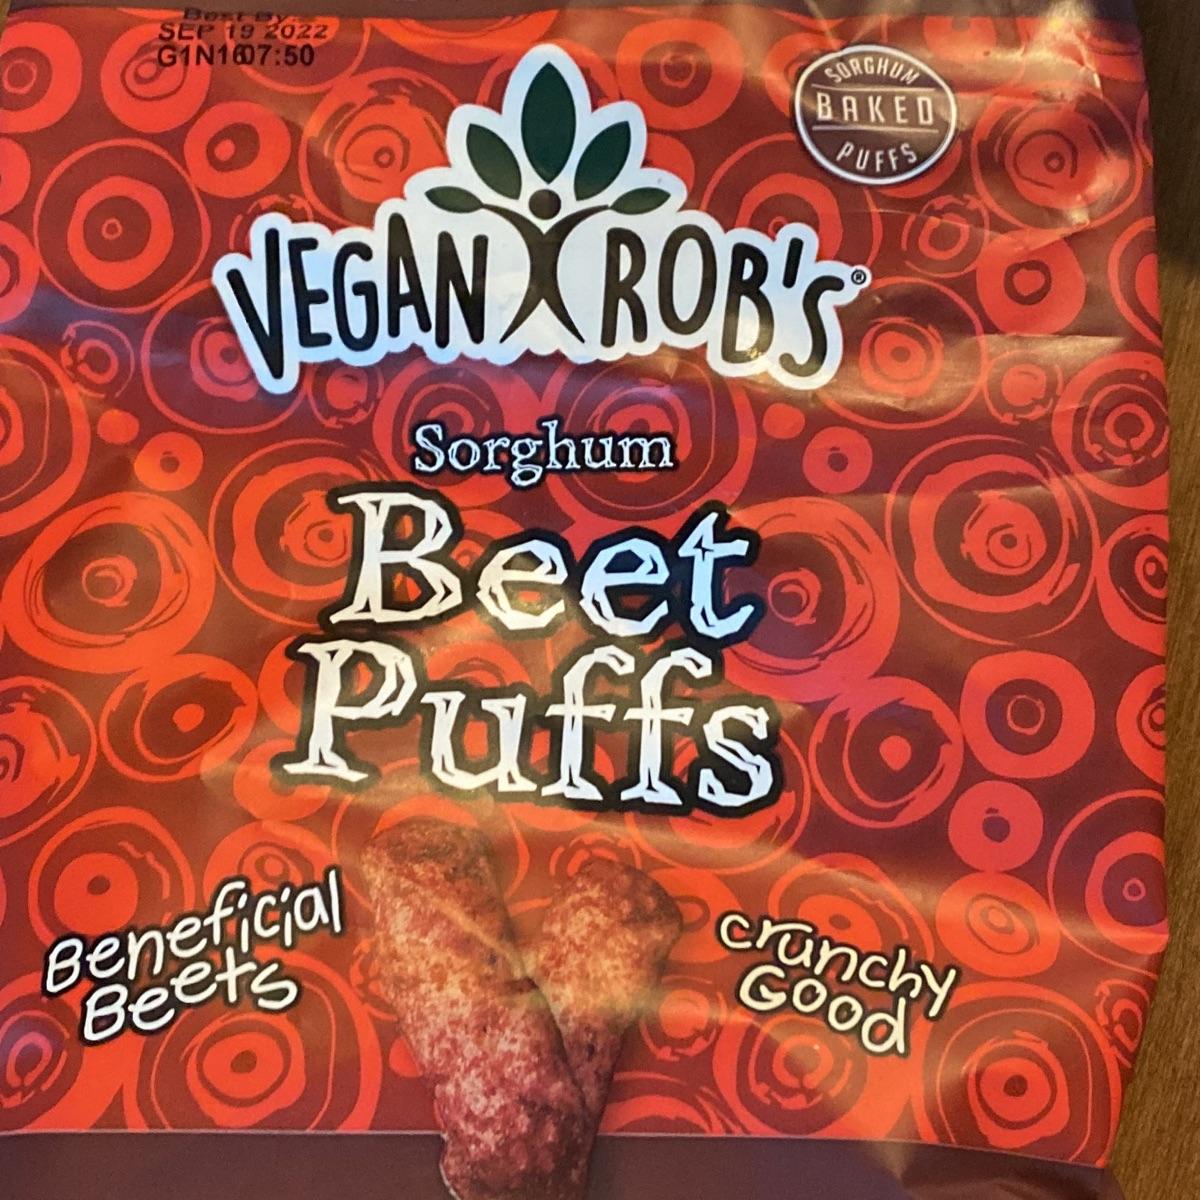 Best By:
SEP 19 2022
G1N1607:50
SORGHUM
BAKED
PUFFS
VEGAN ROB'S®
Sorghum
Beet
Puffs
Beneficial
Beets
crunchy
Good